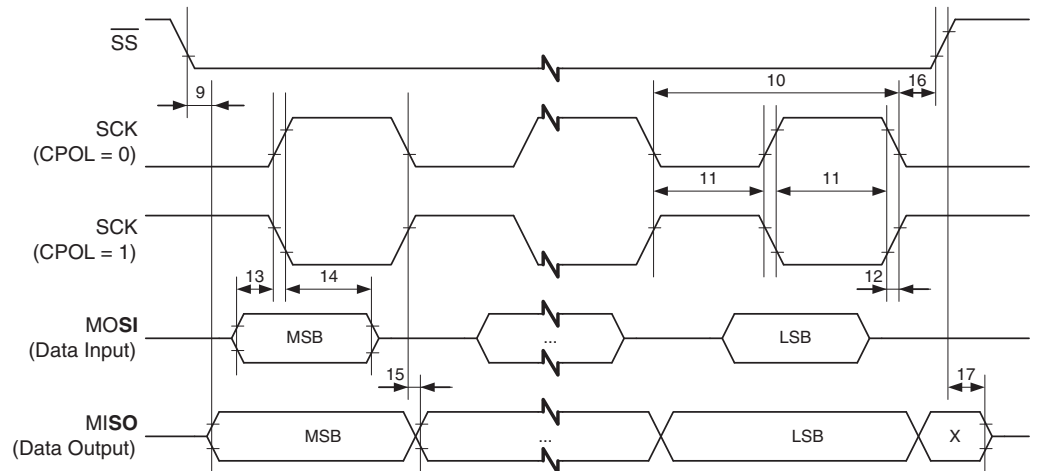 SS
10 16
9
SCK
(CPOL = 0)
11 11
SCK
(CPOL = 1)
13 14 12
MOSI
(Data Input)
MSB ... LSB
15 17
MISO
(Data Output)
MSB ... LSB X